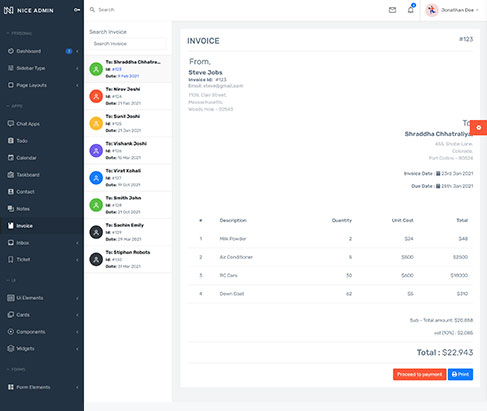 NICE ADMIN
Search
Jonathan Doe
PERSONAL
Dashboard
Sidebar Type
Page Layouts
APPS
Chat Apps
Todo
Calendar
Taskboard
Contact
Notes
Invoice
Inbox
Ticket
UI
Ui Elements
Cards
Components
Widgets
FORMS
Form Elements
Search Invoice
Search Invoice
To: Shraddha Chhatra...
Id: #123
Date: 9 Feb 2021
To: Nirav Joshi
Id: #124
Date: 21 Feb 2021
To: Sunil Joshi
Id: #125
Date: 21 Jan 2021
To: Vishank Joshi
Id: #126
Date: 15 Mar 2021
To: Virat Kohali
Id: #127
Date: 19 Oct 2021
To: Smith John
Id: #128
Date: 21 Oct 2021
To: Sachin Emily
Id: #129
Date: 29 Mar 2021
To: Stiphan Robots
Id: #130
Date: 31 Mar 2021
INVOICE
#123
From,
Steve Jobs
Invoice Id: #123
Email: steve@gmail.com
1108, Clair Street,
Massachusetts,
Woods Hole - 02543
To,
Shraddha Chhatraliya
455, Shobe Lane,
Colorado,
Fort Collins - 80524
Invoice Date : 23rd Jan 2021
Due Date : 25th Jan 2021
# Description Quantity Unit Cost Total
1 Milk Powder 2 $24 $48
2 Air Conditioner 5 $500 $2500
3 RC Cars 30 $600 $18000
4 Down Coat 62 $5 $310
Sub - Total amount: $20,858
vat (10%) : $2,085
Total : $22,943
Proceed to payment
Print